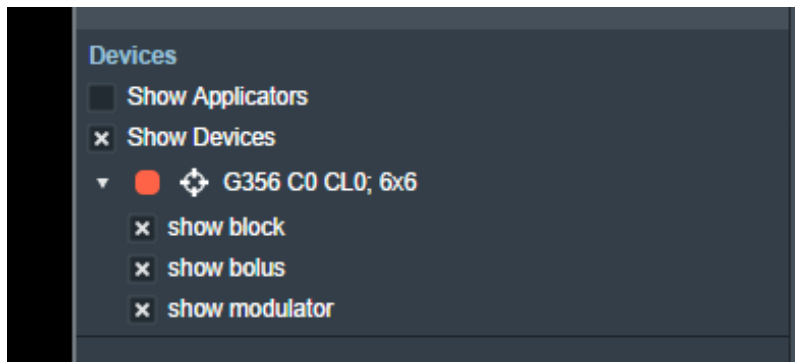 Devices
Show Applicators
Show Devices
G356 C0 CL0; 6x6
show block
show bolus
show modulator